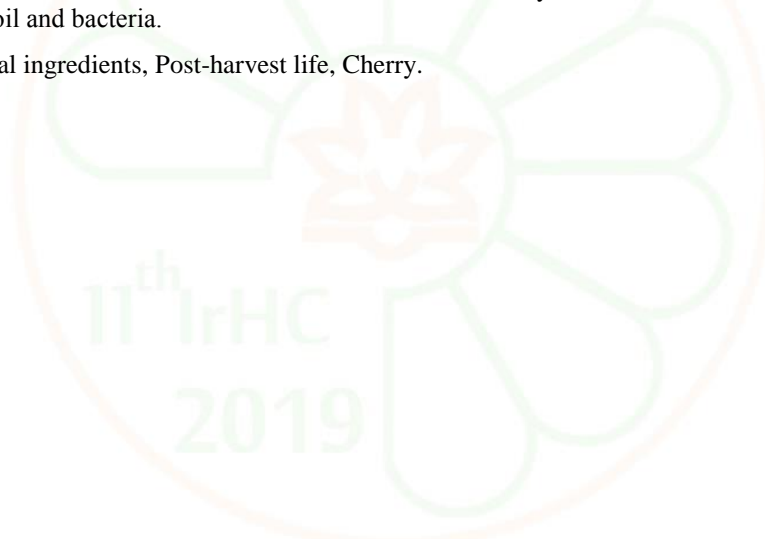 oil and bacteria.
al ingredients, Post-harvest life, Cherry.
11th IrHC
2019